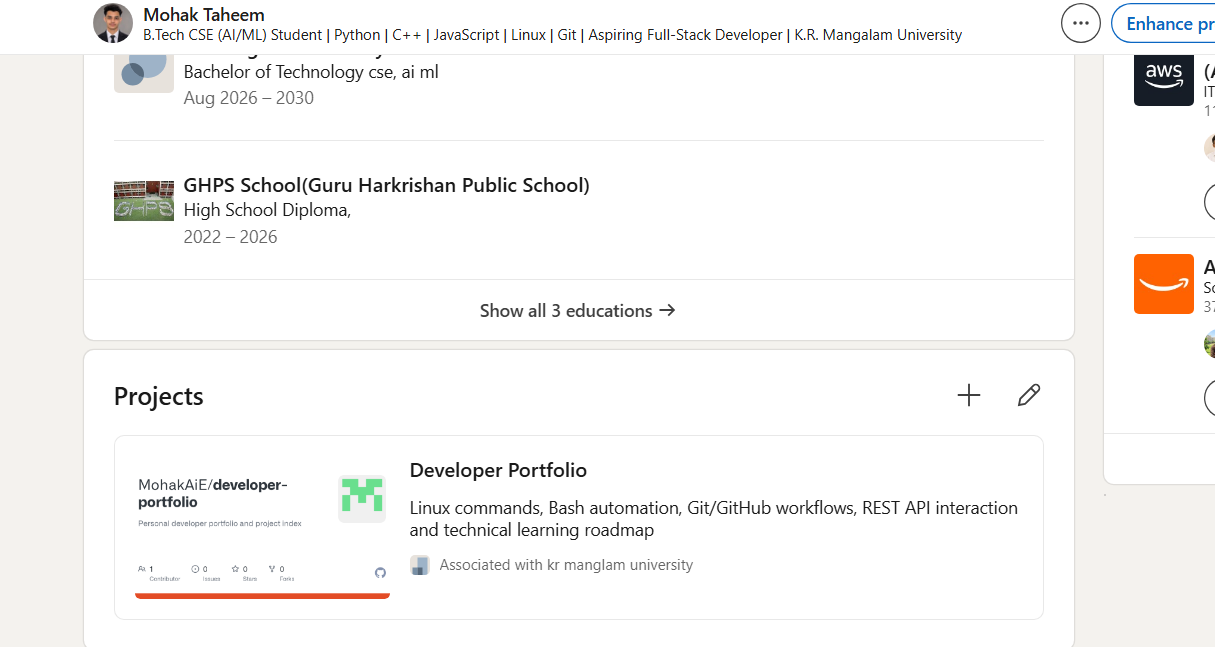 Mohak Taheem
B.Tech CSE (AI/ML) Student | Python | C++ | JavaScript | Linux | Git | Aspiring Full-Stack Developer | K.R. Mangalam University
Enhance pr
Bachelor of Technology cse, ai ml
Aug 2026 – 2030
GHPS School(Guru Harkrishan Public School)
High School Diploma,
2022 – 2026
Show all 3 educations →
Projects
MohakAiE/developer-
portfolio
Personal developer portfolio and project index
1
Contributor
0
Issues
0
Stars
0
Forks
Developer Portfolio
Linux commands, Bash automation, Git/GitHub workflows, REST API interaction
and technical learning roadmap
Associated with kr manglam university
aws